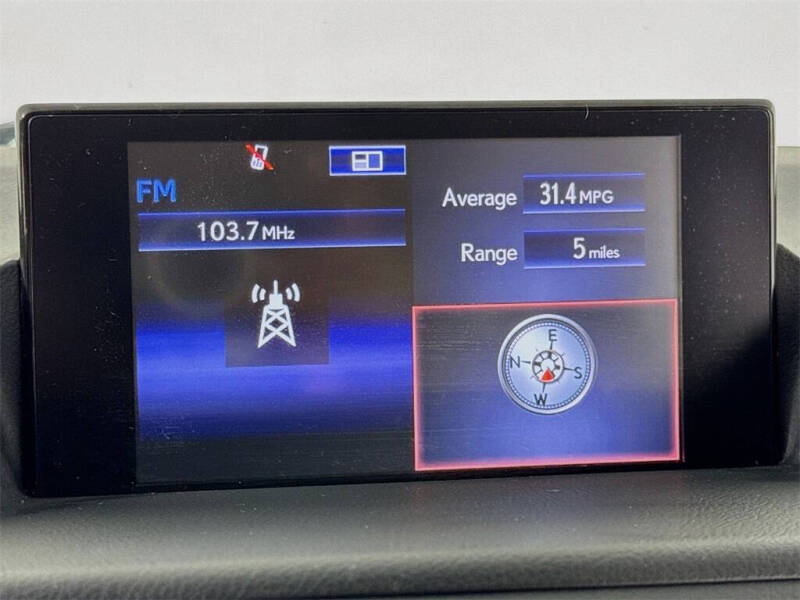 FM
103.7 MHz
Average 31.4 MPG
Range 5 miles
E
N S
W